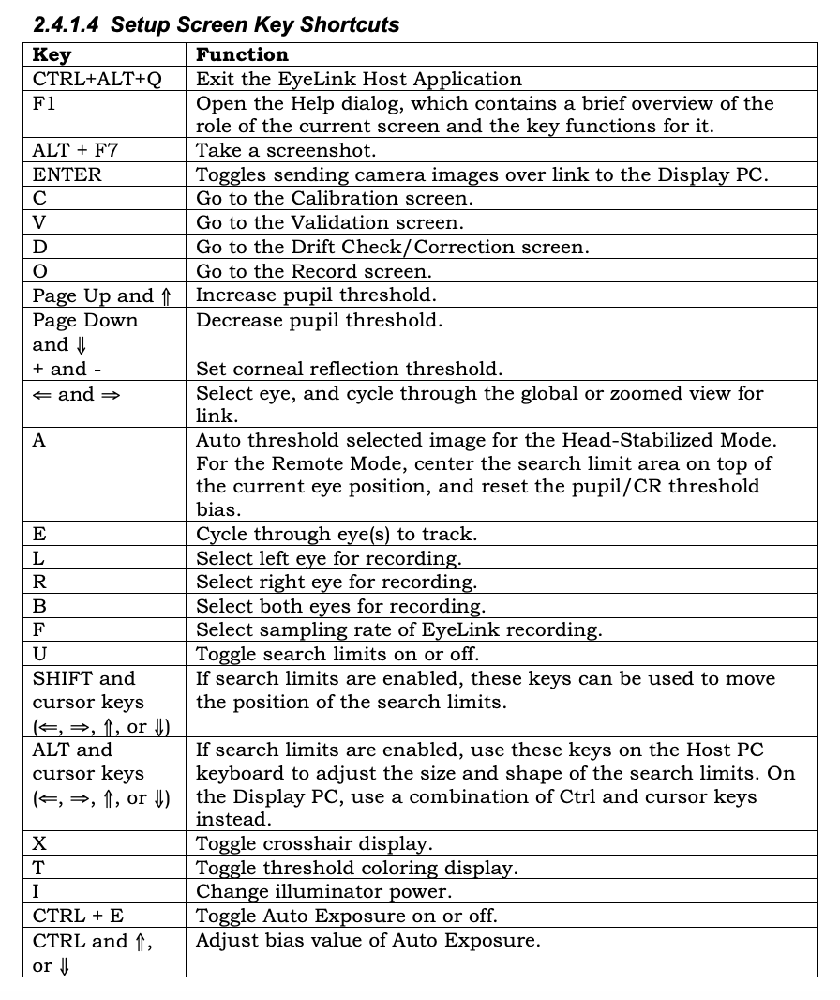 2.4.1.4 Setup Screen Key Shortcuts
Key Function
CTRL+ALT+Q Exit the EyeLink Host Application
F1 Open the Help dialog, which contains a brief overview of the
role of the current screen and the key functions for it.
ALT + F7 Take a screenshot.
ENTER Toggles sending camera images over link to the Display PC.
C Go to the Calibration screen.
V Go to the Validation screen.
D Go to the Drift Check/Correction screen.
O Go to the Record screen.
Page Up and ⇑ Increase pupil threshold.
Page Down Decrease pupil threshold.
and ⇓
+ and - Set corneal reflection threshold.
⇐ and ⇒ Select eye, and cycle through the global or zoomed view for
link.
A Auto threshold selected image for the Head-Stabilized Mode.
For the Remote Mode, center the search limit area on top of
the current eye position, and reset the pupil/CR threshold
bias.
E Cycle through eye(s) to track.
L Select left eye for recording.
R Select right eye for recording.
B Select both eyes for recording.
F Select sampling rate of EyeLink recording.
U Toggle search limits on or off.
SHIFT and If search limits are enabled, these keys can be used to move
cursor keys the position of the search limits.
(⇐, ⇒, ⇑, or ⇓)
ALT and If search limits are enabled, use these keys on the Host PC
cursor keys keyboard to adjust the size and shape of the search limits. On
(⇐, ⇒, ⇑, or ⇓) the Display PC, use a combination of Ctrl and cursor keys
instead.
X Toggle crosshair display.
T Toggle threshold coloring display.
I Change illuminator power.
CTRL + E Toggle Auto Exposure on or off.
CTRL and ⇑, Adjust bias value of Auto Exposure.
or ⇓